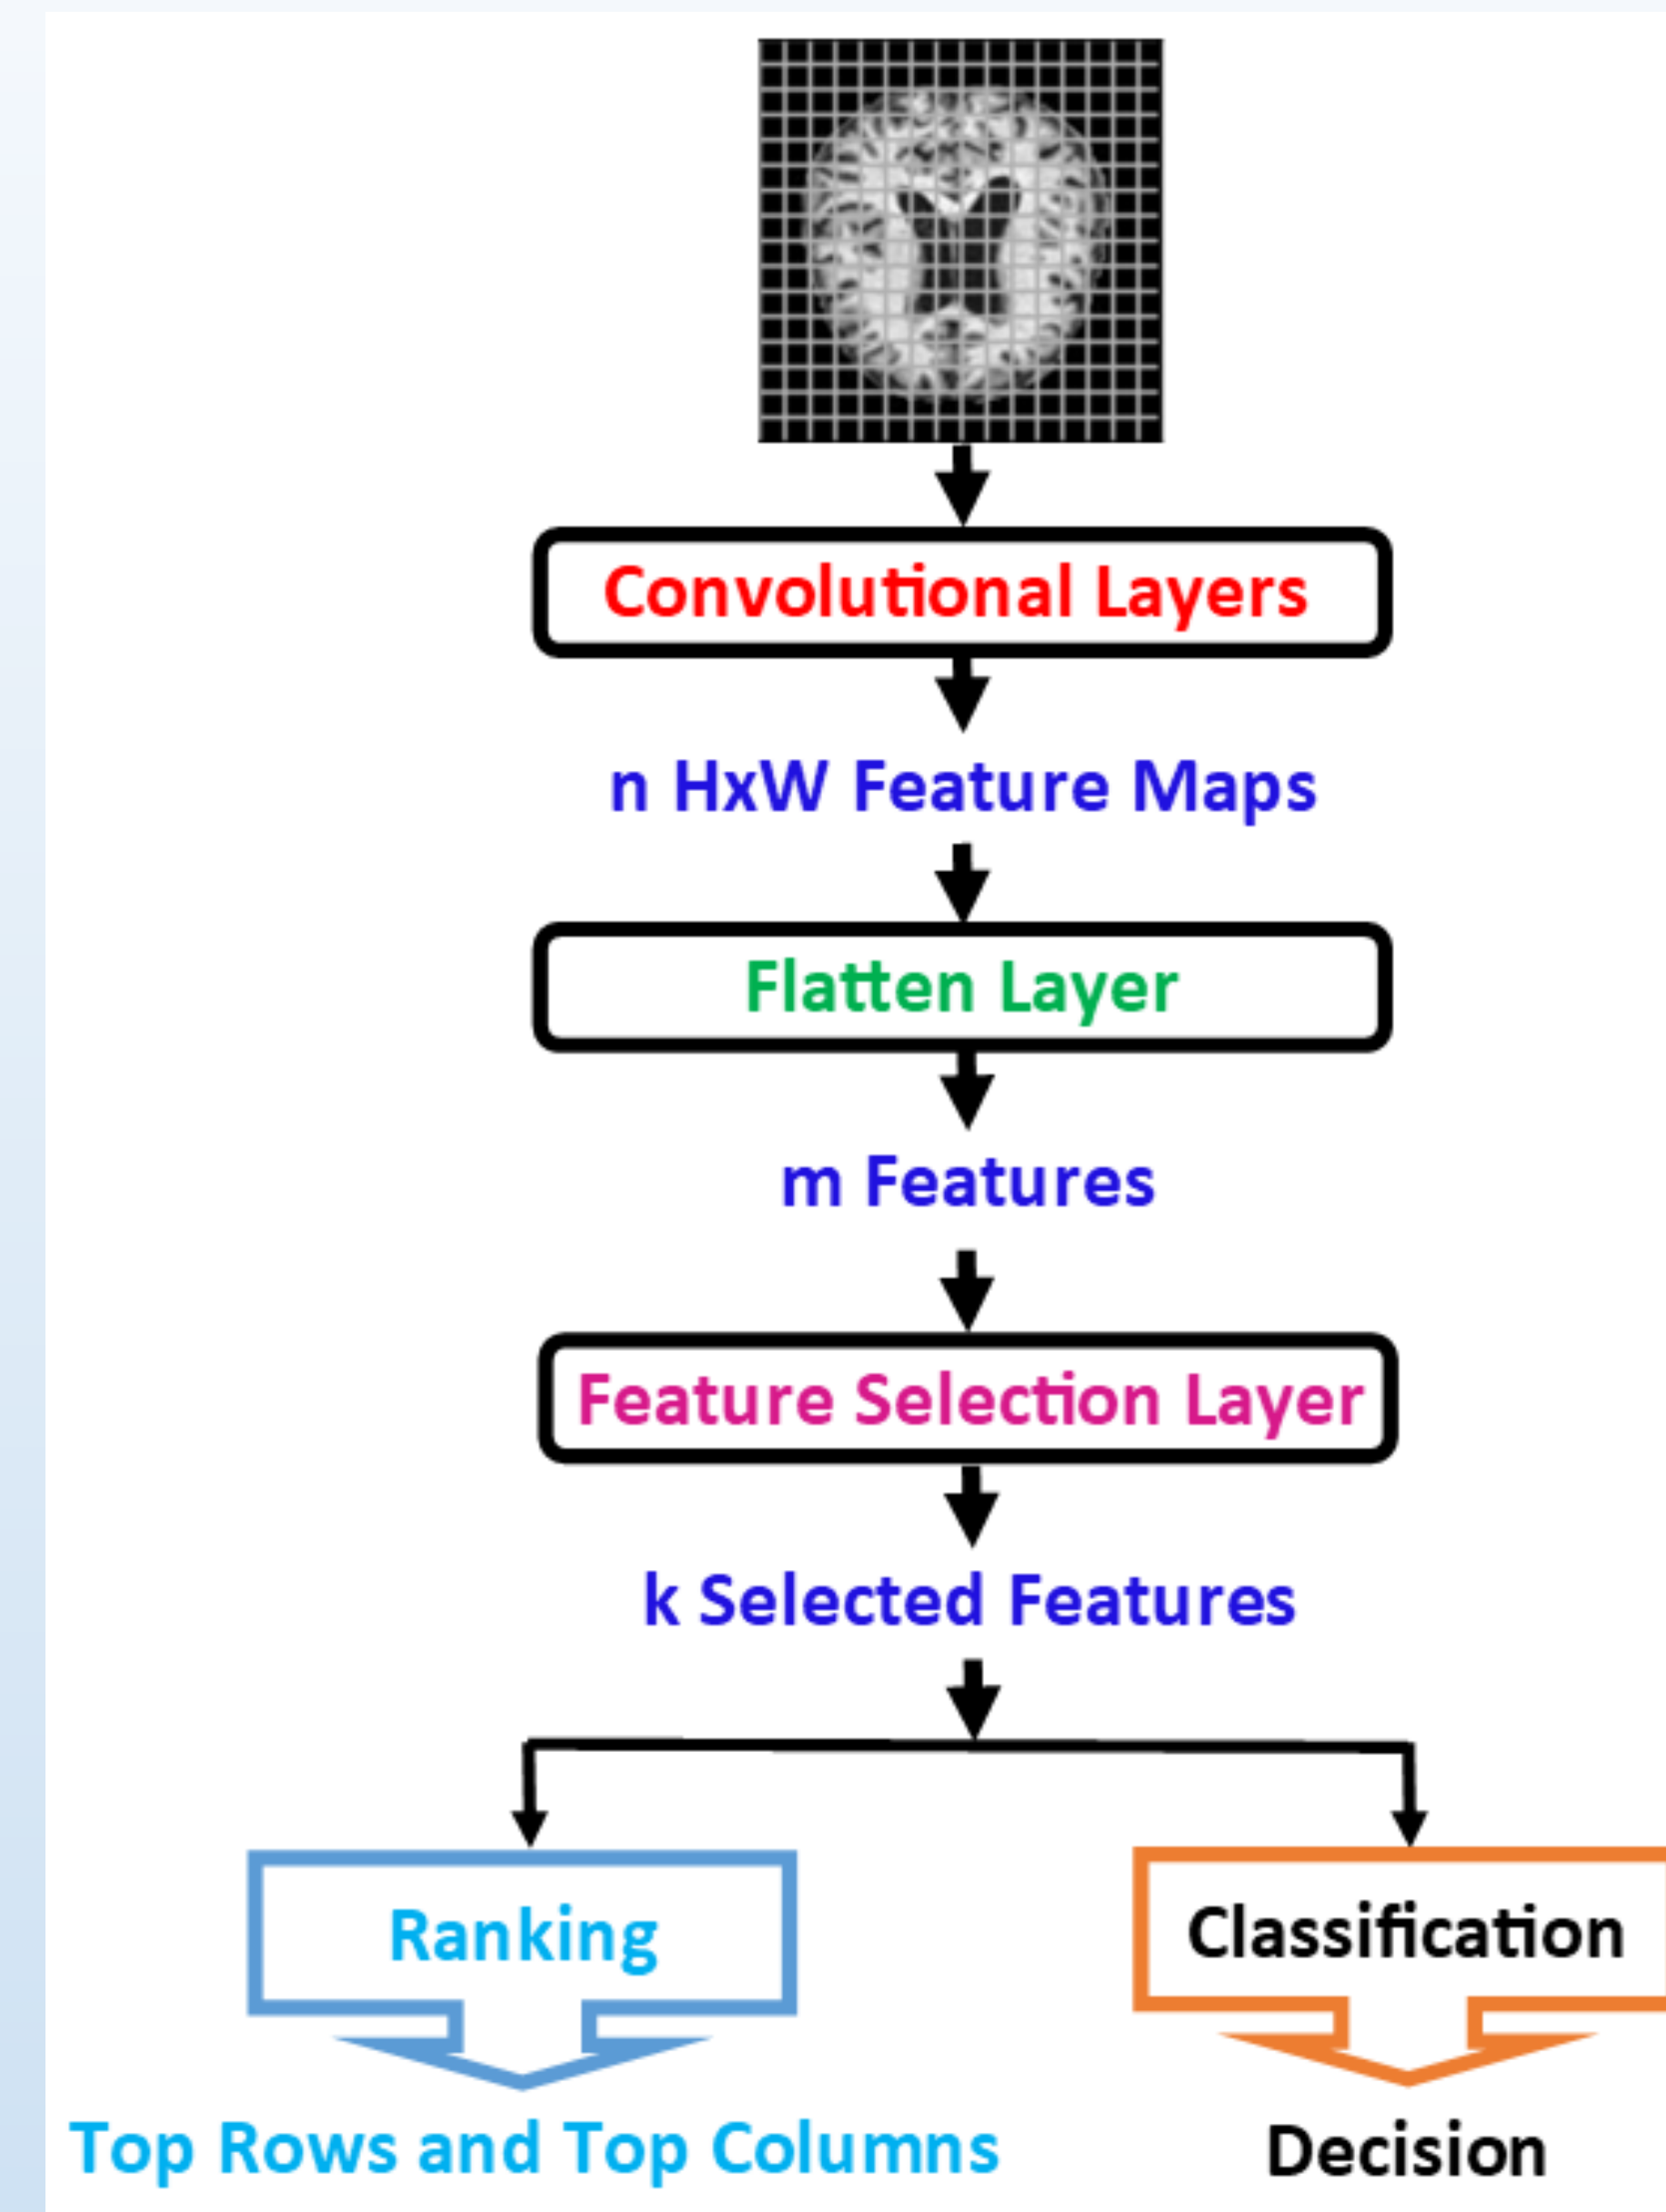 Convolutional Layers
n HxW Feature Maps
Flatten Layer
m Features
Feature Selection Layer
k Selected Features
Ranking
Classification
Top Rows and Top Columns
Decision